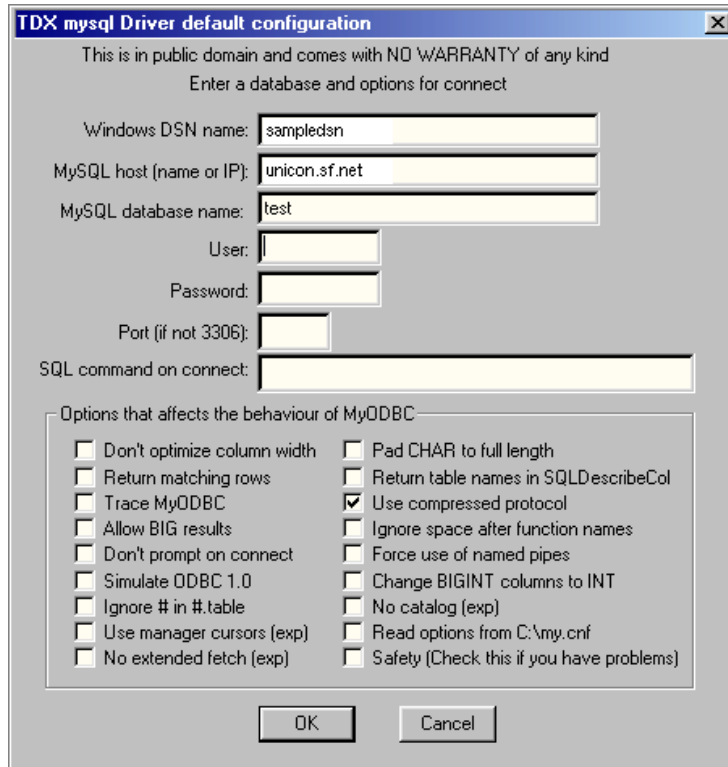 TDX mysql Driver default configuration
This is in public domain and comes with NO WARRANTY of any kind
Enter a database and options for connect
Windows DSN name: sampledsn
MySQL host (name or IP): unicon.sf.net
MySQL database name: test
User:
Password:
Port (if not 3306):
SQL command on connect:
Options that affects the behaviour of MyODBC
Don't optimize column width Pad CHAR to full length
Return matching rows Return table names in SQLDescribeCol
Trace MyODBC Use compressed protocol
Allow BIG results Ignore space after function names
Don't prompt on connect Force use of named pipes
Simulate ODBC 1.0 Change BIGINT columns to INT
Ignore # in #.table No catalog (exp)
Use manager cursors (exp) Read options from C:\my.cnf
No extended fetch (exp) Safety (Check this if you have problems)
OK Cancel